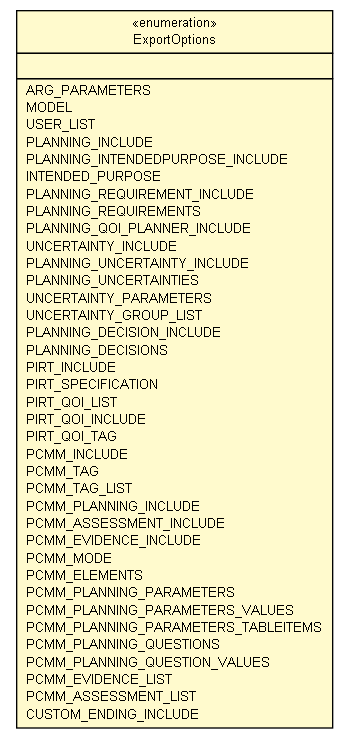 «enumeration»
ExportOptions
ARG_PARAMETERS
MODEL
USER_LIST
PLANNING_INCLUDE
PLANNING_INTENDEDPURPOSE_INCLUDE
INTENDED_PURPOSE
PLANNING_REQUIREMENT_INCLUDE
PLANNING_REQUIREMENTS
PLANNING_QOI_PLANNER_INCLUDE
UNCERTAINTY_INCLUDE
PLANNING_UNCERTAINTY_INCLUDE
PLANNING_UNCERTAINTIES
UNCERTAINTY_PARAMETERS
UNCERTAINTY_GROUP_LIST
PLANNING_DECISION_INCLUDE
PLANNING_DECISIONS
PIRT_INCLUDE
PIRT_SPECIFICATION
PIRT_QOI_LIST
PIRT_QOI_INCLUDE
PIRT_QOI_TAG
PCMM_INCLUDE
PCMM_TAG
PCMM_TAG_LIST
PCMM_PLANNING_INCLUDE
PCMM_ASSESSMENT_INCLUDE
PCMM_EVIDENCE_INCLUDE
PCMM_MODE
PCMM_ELEMENTS
PCMM_PLANNING_PARAMETERS
PCMM_PLANNING_PARAMETERS_VALUES
PCMM_PLANNING_PARAMETERS_TABLEITEMS
PCMM_PLANNING_QUESTIONS
PCMM_PLANNING_QUESTION_VALUES
PCMM_EVIDENCE_LIST
PCMM_ASSESSMENT_LIST
CUSTOM_ENDING_INCLUDE